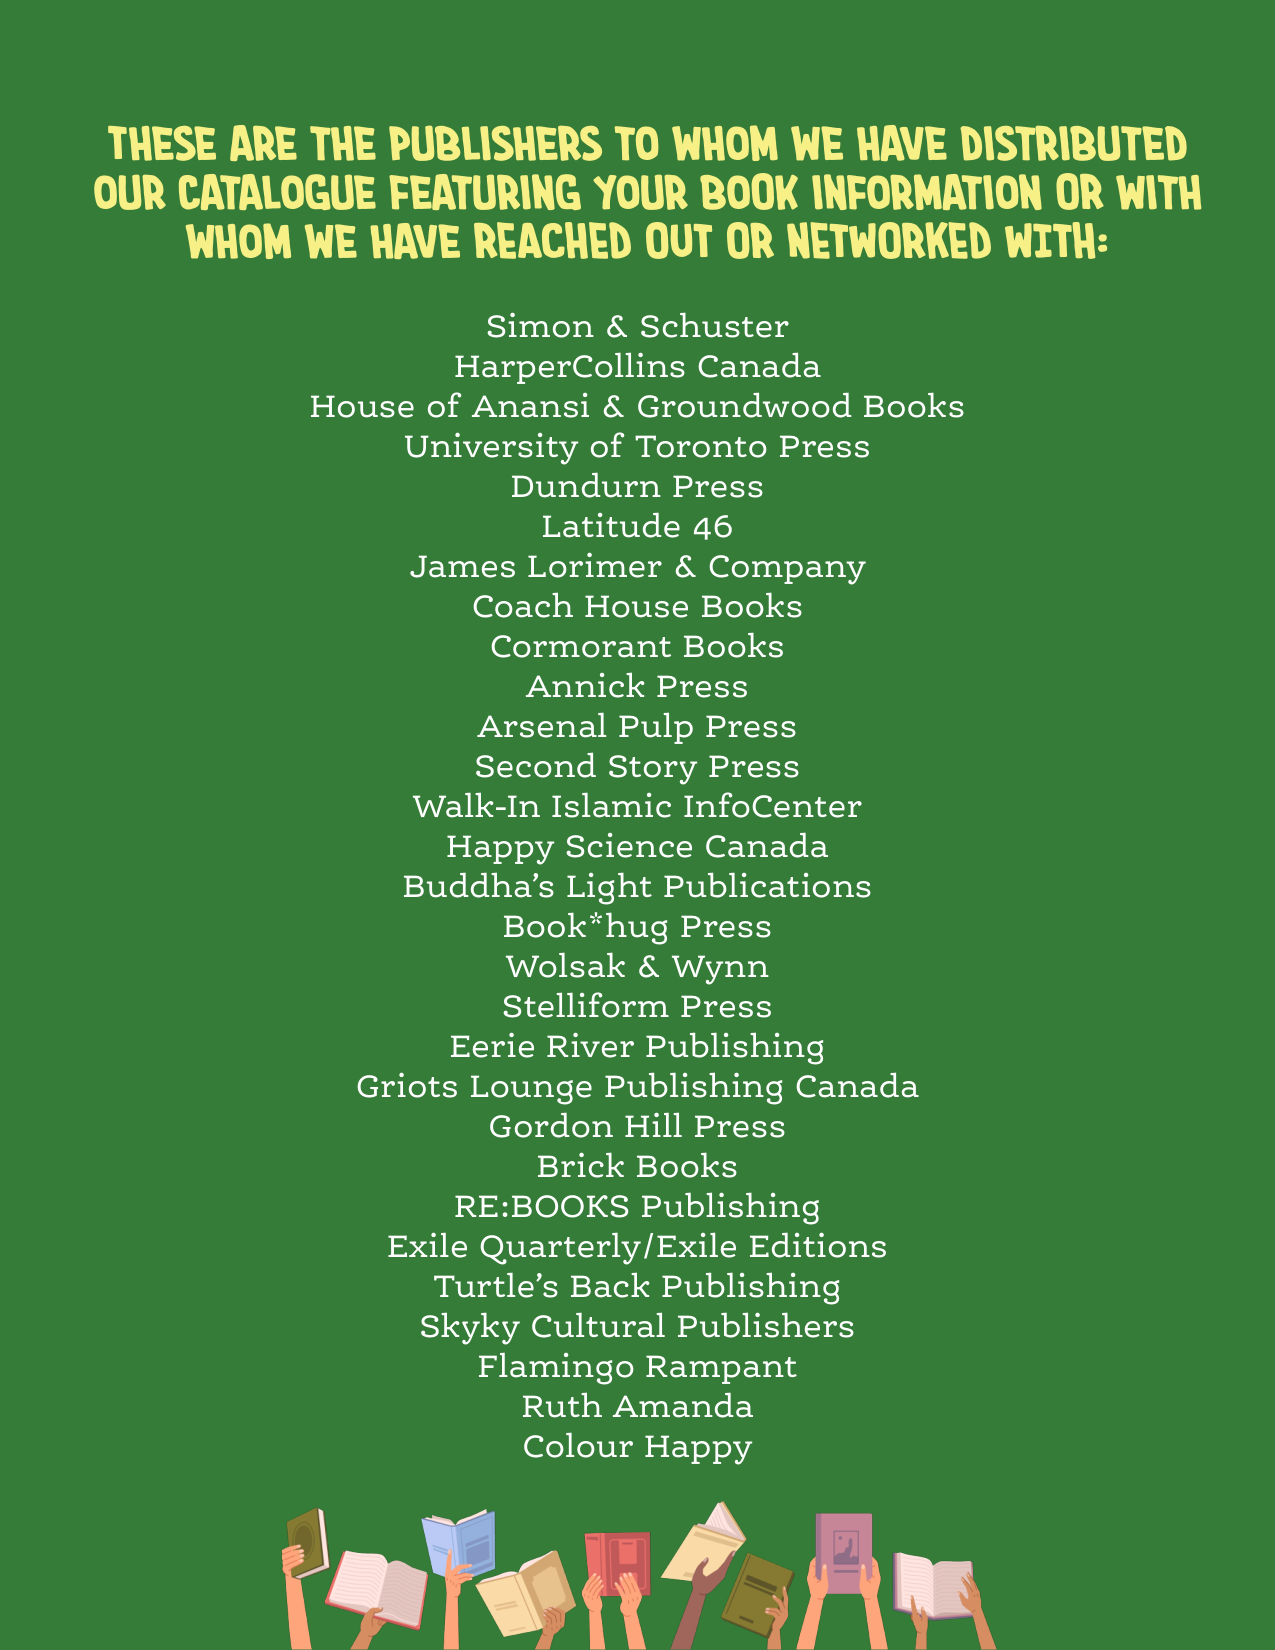 THESE ARE THE PUBLISHERS TO WHOM WE HAVE DISTRIBUTED
OUR CATALOGUE FEATURING YOUR BOOK INFORMATION OR WITH
WHOM WE HAVE REACHED OUT OR NETWORKED WITH:
Simon & Schuster
HarperCollins Canada
House of Anansi & Groundwood Books
University of Toronto Press
Dundurn Press
Latitude 46
James Lorimer & Company
Coach House Books
Cormorant Books
Annick Press
Arsenal Pulp Press
Second Story Press
Walk-In Islamic InfoCenter
Happy Science Canada
Buddha’s Light Publications
Book*hug Press
Wolsak & Wynn
Stelliform Press
Eerie River Publishing
Griots Lounge Publishing Canada
Gordon Hill Press
Brick Books
RE:BOOKS Publishing
Exile Quarterly/Exile Editions
Turtle’s Back Publishing
Skyky Cultural Publishers
Flamingo Rampant
Ruth Amanda
Colour Happy